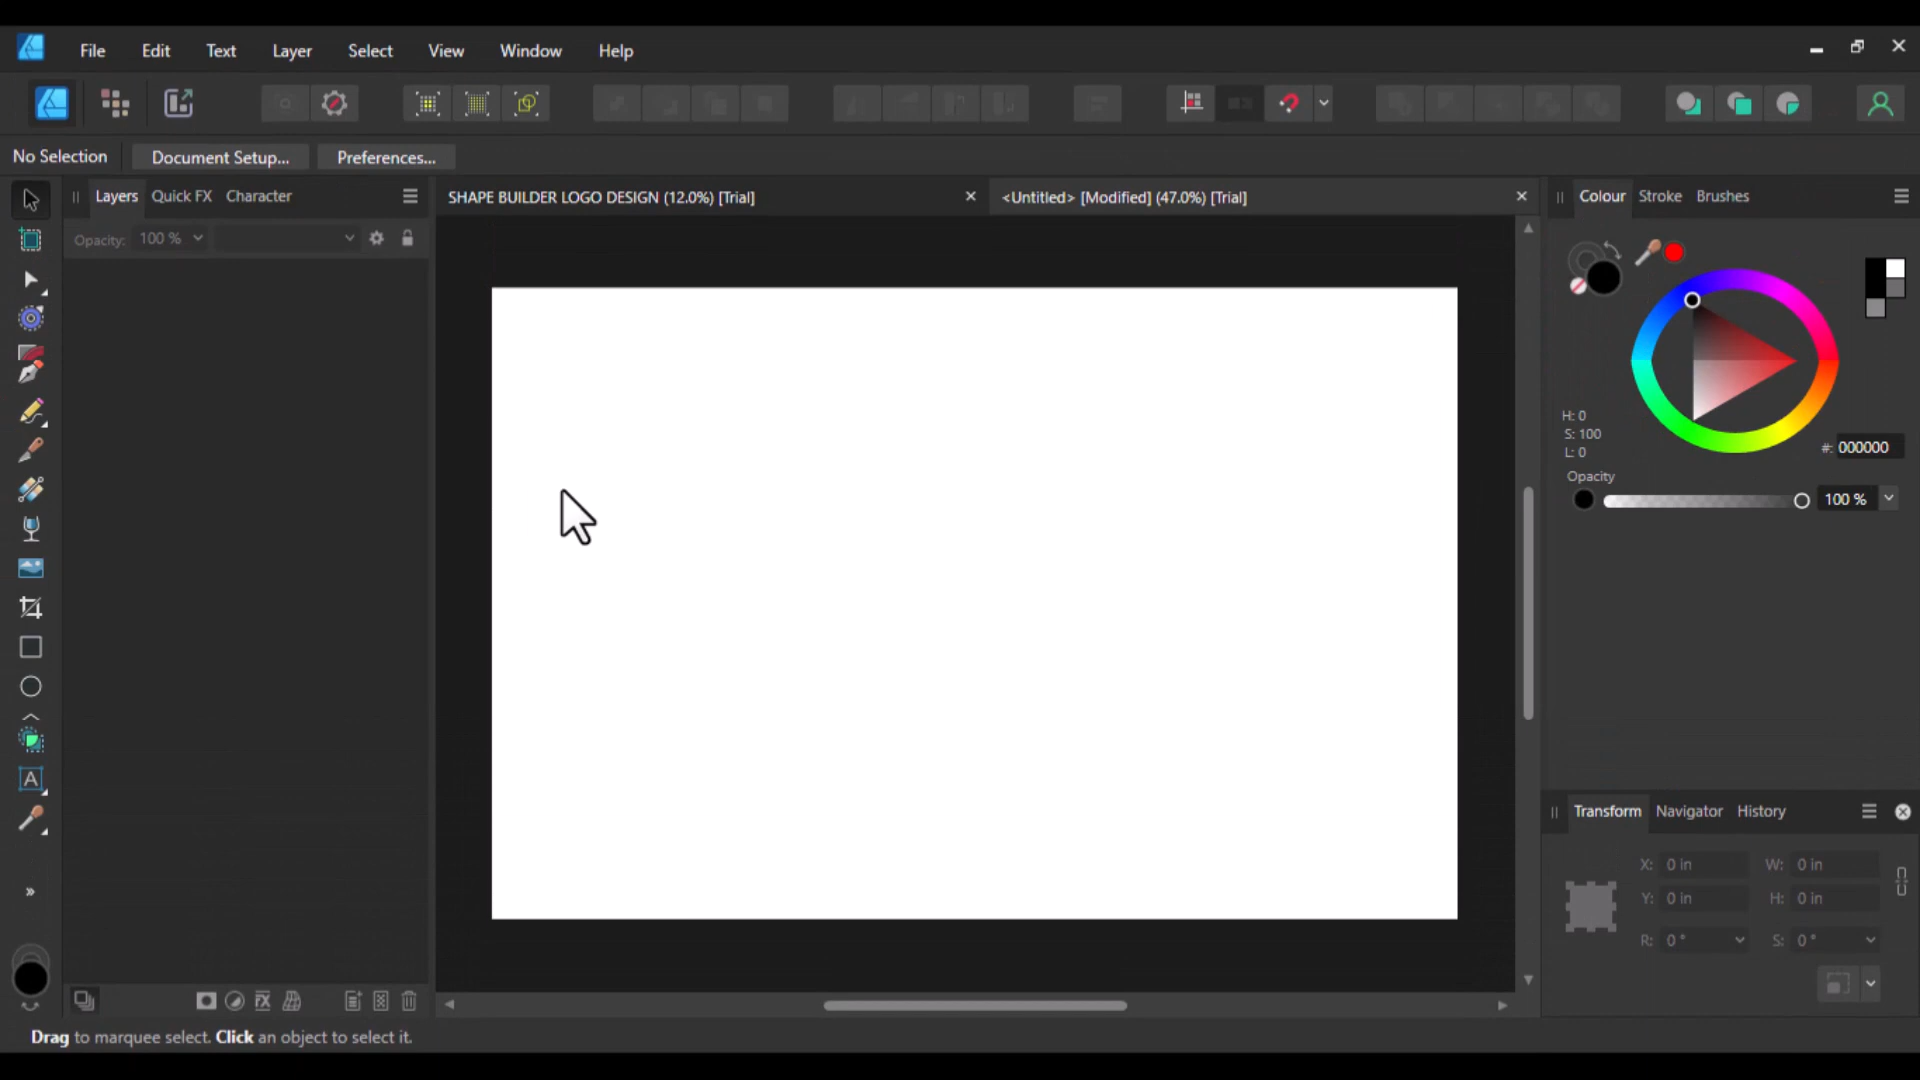 File Edit Text Layer Select View Window Help
No Selection Document Setup... Preferences...
Layers Quick FX Character
SHAPE BUILDER LOGO DESIGN (12.0%) [Trial]
<Untitled> [Modified] (47.0%) [Trial]
Colour Stroke Brushes
Opacity: 100 %
H: 0
S: 100
L: 0
#: 000000
Opacity
100 %
A
Transform Navigator History
X: 0 in W: 0 in
Y: 0 in H: 0 in
R: 0 ° S: 0 °
FX
Drag to marquee select. Click an object to select it.